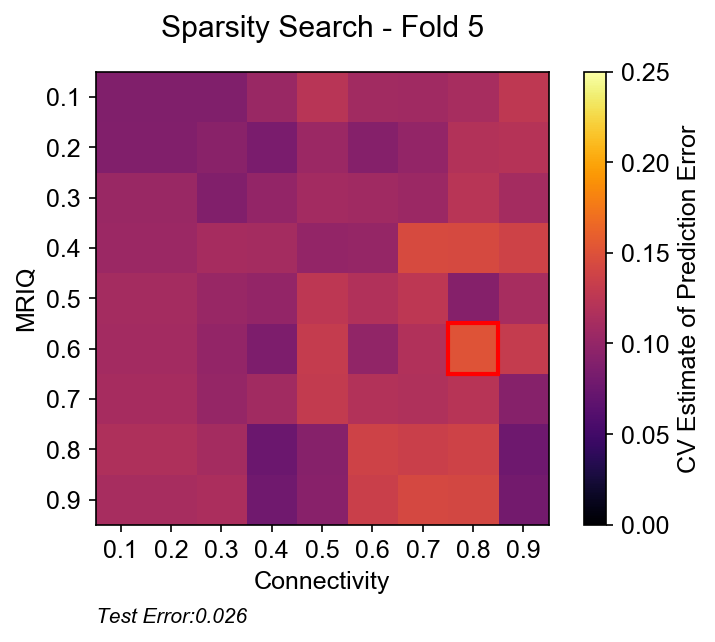 Sparsity Search - Fold 5
MRIQ
0.1
0.2
0.3
0.4
0.5
0.6
0.7
0.8
0.9
0.1 0.2 0.3 0.4 0.5 0.6 0.7 0.8 0.9
Connectivity
Test Error:0.026
0.25
0.20
0.15
0.10
0.05
0.00
CV Estimate of Prediction Error